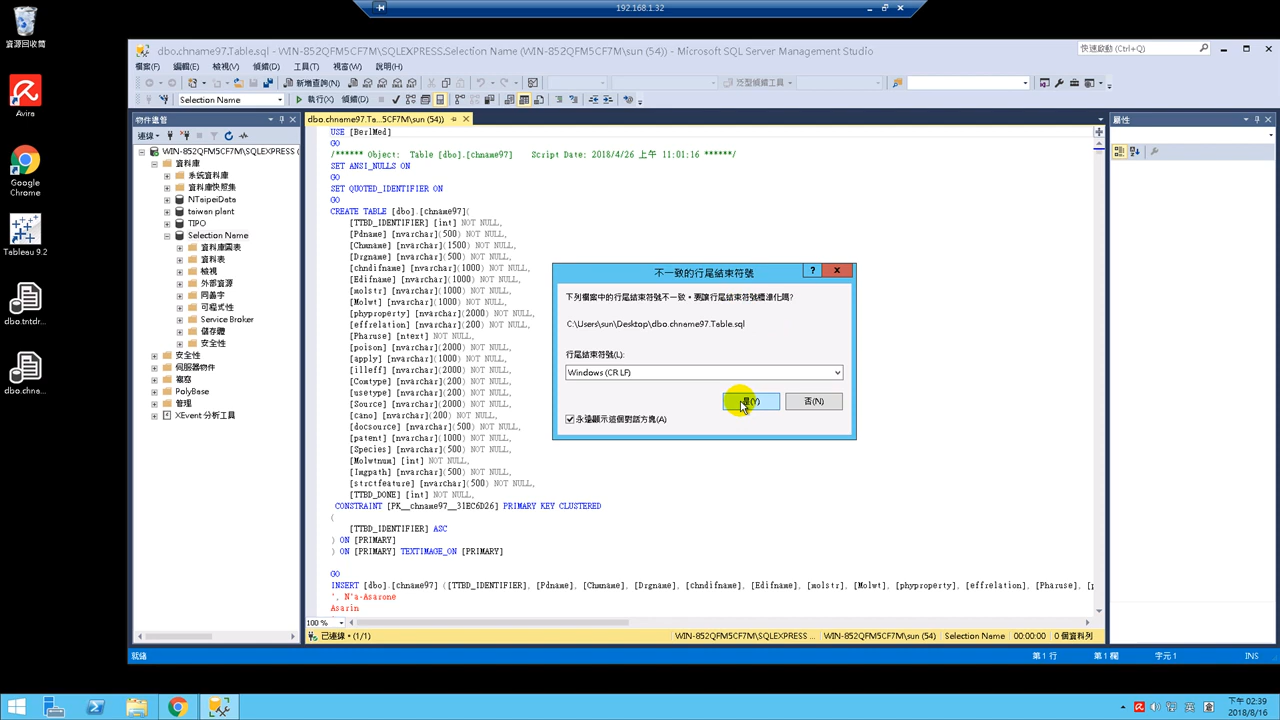 192.168.1.32
資源回收筒
Avira
Google
Chrome
Tableau 9.2
dbo.tntdr...
dbo.chna...
dbo.chname97.Table.sql - WIN-852QFM5CF7M\SQLEXPRESS.Selection Name (WIN-852QFM5CF7M\sun (54)) - Microsoft SQL Server Management Studio
快速啟動 (Ctrl+Q)
檔案(F) 編輯(E) 檢視(V) 偵錯(D) 工具(T) 視窗(W) 說明(H)
新增查詢(N) 泛型偵錯工具
Selection Name 執行(X) 偵錯(D)
物件總管
連線
WIN-852QFM5CF7M\SQLEXPRESS (
資料庫
系統資料庫
資料庫快照集
NTaipeiData
taiwan plant
TIPO
Selection Name
資料庫圖表
資料表
檢視
外部資源
同義字
可程式性
Service Broker
儲存體
安全性
安全性
伺服器物件
複寫
PolyBase
管理
XEvent 分析工具
dbo.chname97.Ta...5CF7M\sun (54))
USE [BerlMed]
GO
/****** Object:  Table [dbo].[chname97]    Script Date: 2018/4/26 上午 11:01:16 ******/
SET ANSI_NULLS ON
GO
SET QUOTED_IDENTIFIER ON
GO
CREATE TABLE [dbo].[chname97](
[TTBD_IDENTIFIER] [int] NOT NULL,
[Pdname] [nvarchar](500) NOT NULL,
[Chmname] [nvarchar](1500) NOT NULL,
[Drgname] [nvarchar](500) NOT NULL,
[chndifname] [nvarchar](1000) NOT NULL,
[Edifname] [nvarchar](1000) NOT NULL,
[molstr] [nvarchar](1000) NOT NULL,
[Molwt] [nvarchar](1000) NOT NULL,
[phyproperty] [nvarchar](2000) NOT NULL,
[effrelation] [nvarchar](200) NOT NULL,
[Pharuse] [ntext] NOT NULL,
[poison] [nvarchar](2000) NOT NULL,
[apply] [nvarchar](1000) NOT NULL,
[illeff] [nvarchar](2000) NOT NULL,
[Comtype] [nvarchar](200) NOT NULL,
[usetype] [nvarchar](200) NOT NULL,
[Source] [nvarchar](2000) NOT NULL,
[cano] [nvarchar](200) NOT NULL,
[docsource] [nvarchar](500) NOT NULL,
[patent] [nvarchar](1000) NOT NULL,
[Species] [nvarchar](500) NOT NULL,
[Molwtnum] [int] NOT NULL,
[Imgpath] [nvarchar](500) NOT NULL,
[strctfeature] [nvarchar](500) NOT NULL,
[TTBD_DONE] [int] NOT NULL,
CONSTRAINT [PK__chname97__31EC6D26] PRIMARY KEY CLUSTERED
(
[TTBD_IDENTIFIER] ASC
) ON [PRIMARY]
) ON [PRIMARY] TEXTIMAGE_ON [PRIMARY]
GO
INSERT [dbo].[chname97] ([TTBD_IDENTIFIER], [Pdname], [Chmname], [Drgname], [chndifname], [Edifname], [molstr], [Molwt], [phyproperty], [effrelation], [Pharuse], [p
', N'a-Asarone
Asarin
100 %
已連線。(1/1) WIN-852QFM5CF7M\SQLEXPRESS ... WIN-852QFM5CF7M\sun (54) Selection Name 00:00:00 0 個資料列
不一致的行尾結束符號
?
下列檔案中的行尾結束符號不一致。要讓行尾結束符號標準化嗎?
C:\Users\sun\Desktop\dbo.chname97.Table.sql
行尾結束符號(L):
Windows (CR LF)
是(Y) 否(N)
永遠顯示這個對話方塊(A)
屬性
就緒 第 1 行 第 1 欄 字元 1 INS
下午 02:39
2018/8/16